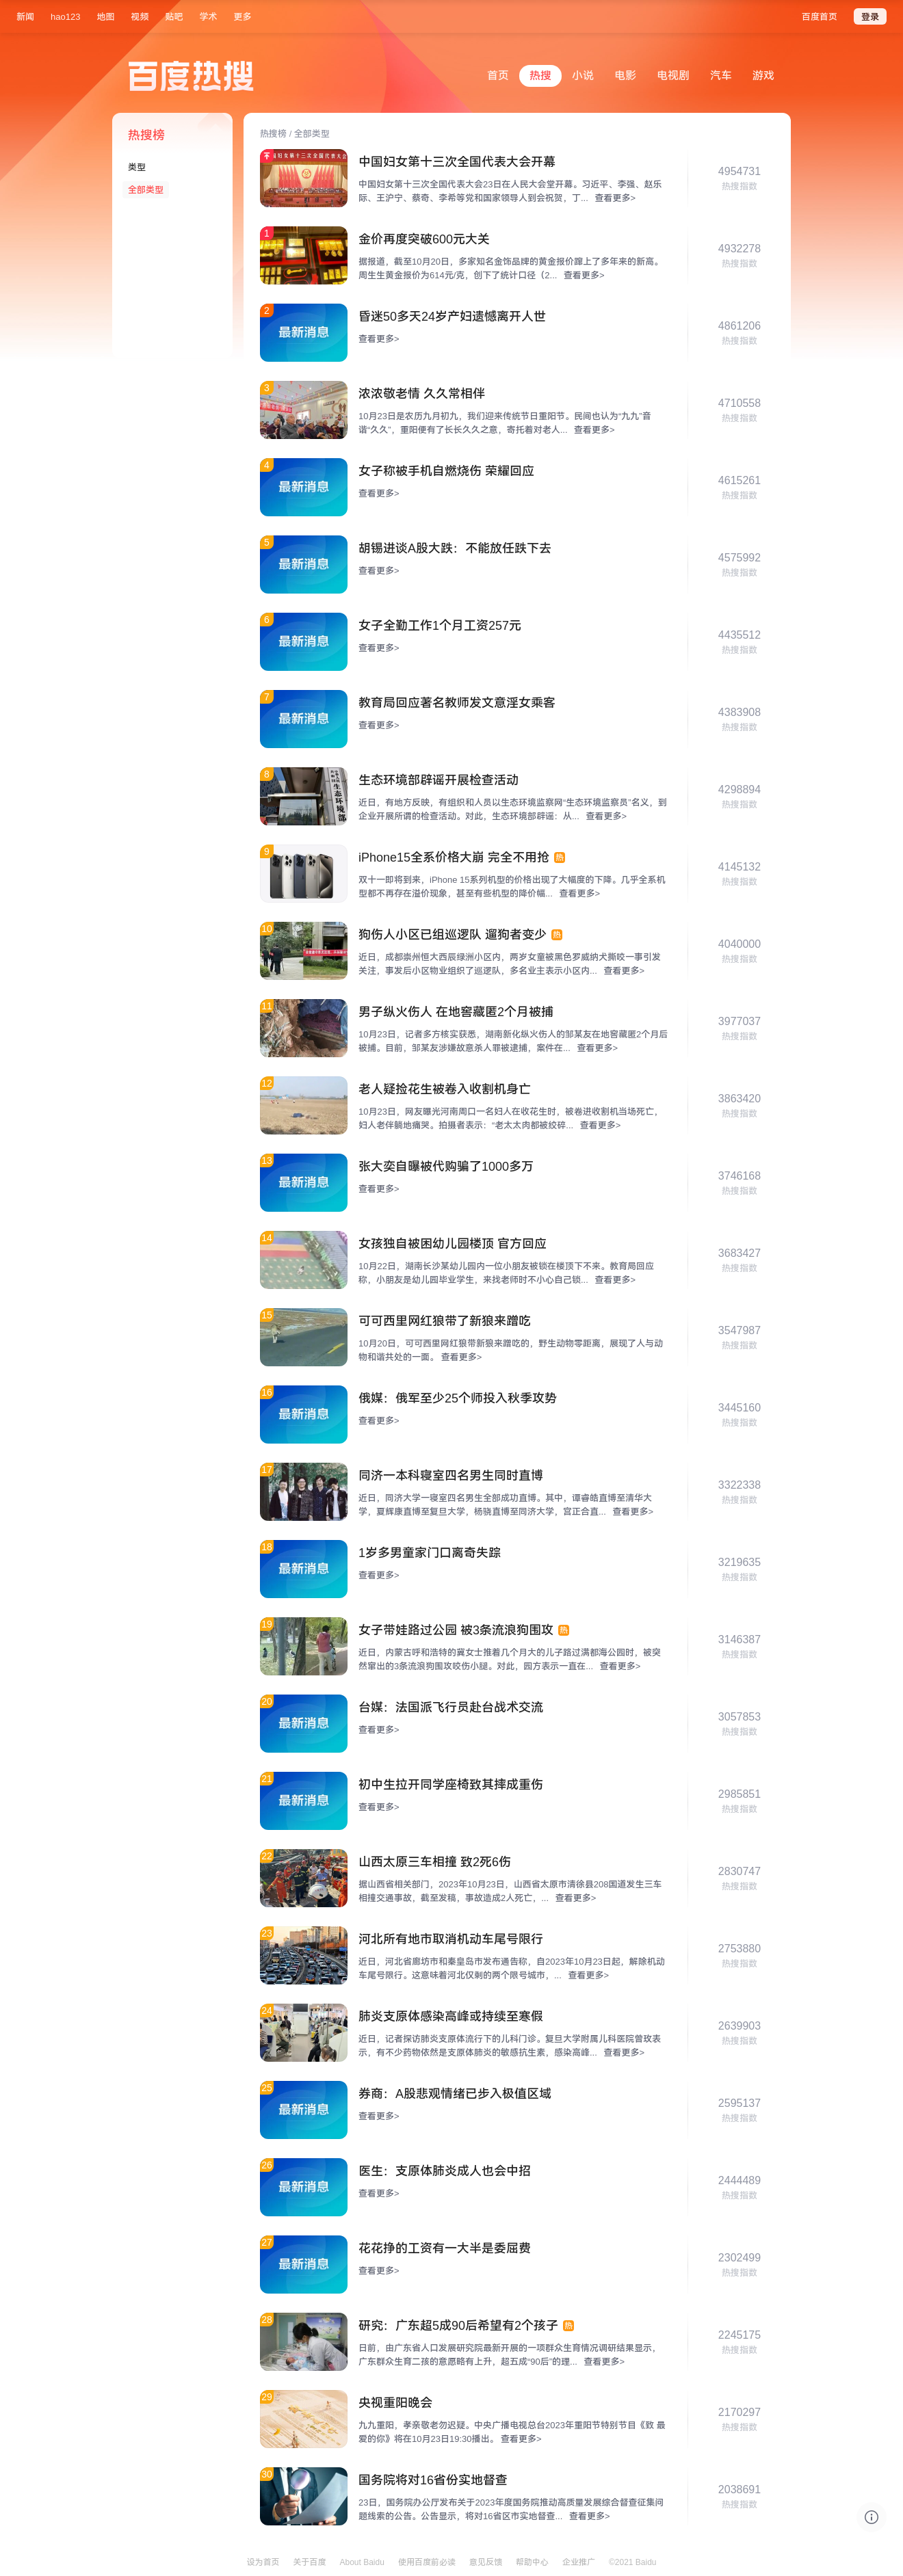 新闻 hao123 地图 视频 贴吧 学术 更多 百度首页 登录
百度热搜
首页 热搜 小说 电影 电视剧 汽车 游戏
热搜榜
类型
全部类型
热搜榜 / 全部类型
中国妇女第十三次全国代表大会开幕
中国妇女第十三次全国代表大会23日在人民大会堂开幕。习近平、李强、赵乐
际、王沪宁、蔡奇、李希等党和国家领导人到会祝贺，丁... 查看更多>
4954731
热搜指数
1
金价再度突破600元大关
据报道，截至10月20日，多家知名金饰品牌的黄金报价蹿上了多年来的新高。
周生生黄金报价为614元/克，创下了统计口径（2... 查看更多>
4932278
热搜指数
2
最新消息
昏迷50多天24岁产妇遗憾离开人世
查看更多>
4861206
热搜指数
3
浓浓敬老情 久久常相伴
10月23日是农历九月初九，我们迎来传统节日重阳节。民间也认为“九九”音
谐“久久”，重阳便有了长长久久之意，寄托着对老人... 查看更多>
4710558
热搜指数
4
最新消息
女子称被手机自燃烧伤 荣耀回应
查看更多>
4615261
热搜指数
5
最新消息
胡锡进谈A股大跌：不能放任跌下去
查看更多>
4575992
热搜指数
6
最新消息
女子全勤工作1个月工资257元
查看更多>
4435512
热搜指数
7
最新消息
教育局回应著名教师发文意淫女乘客
查看更多>
4383908
热搜指数
8
生态环境部辟谣开展检查活动
近日，有地方反映，有组织和人员以生态环境监察网“生态环境监察员”名义，到
企业开展所谓的检查活动。对此，生态环境部辟谣：从... 查看更多>
4298894
热搜指数
9
iPhone15全系价格大崩 完全不用抢 热
双十一即将到来，iPhone 15系列机型的价格出现了大幅度的下降。几乎全系机
型都不再存在溢价现象，甚至有些机型的降价幅... 查看更多>
4145132
热搜指数
10
狗伤人小区已组巡逻队 遛狗者变少 热
近日，成都崇州恒大西辰绿洲小区内，两岁女童被黑色罗威纳犬撕咬一事引发
关注，事发后小区物业组织了巡逻队，多名业主表示小区内... 查看更多>
4040000
热搜指数
11
男子纵火伤人 在地窖藏匿2个月被捕
10月23日，记者多方核实获悉，湖南新化纵火伤人的邹某友在地窖藏匿2个月后
被捕。目前，邹某友涉嫌故意杀人罪被逮捕，案件在... 查看更多>
3977037
热搜指数
12
老人疑捡花生被卷入收割机身亡
10月23日，网友曝光河南周口一名妇人在收花生时，被卷进收割机当场死亡，
妇人老伴躺地痛哭。拍摄者表示：“老太太肉都被绞碎... 查看更多>
3863420
热搜指数
13
最新消息
张大奕自曝被代购骗了1000多万
查看更多>
3746168
热搜指数
14
女孩独自被困幼儿园楼顶 官方回应
10月22日，湖南长沙某幼儿园内一位小朋友被锁在楼顶下不来。教育局回应
称，小朋友是幼儿园毕业学生，来找老师时不小心自己锁... 查看更多>
3683427
热搜指数
15
可可西里网红狼带了新狼来蹭吃
10月20日，可可西里网红狼带新狼来蹭吃的，野生动物零距离，展现了人与动
物和谐共处的一面。 查看更多>
3547987
热搜指数
16
最新消息
俄媒：俄军至少25个师投入秋季攻势
查看更多>
3445160
热搜指数
17
同济一本科寝室四名男生同时直博
近日，同济大学一寝室四名男生全部成功直博。其中，谭睿皓直博至清华大
学，夏辉康直博至复旦大学，杨骁直博至同济大学，宫正合直... 查看更多>
3322338
热搜指数
18
最新消息
1岁多男童家门口离奇失踪
查看更多>
3219635
热搜指数
19
女子带娃路过公园 被3条流浪狗围攻 热
近日，内蒙古呼和浩特的冀女士推着几个月大的儿子路过满都海公园时，被突
然窜出的3条流浪狗围攻咬伤小腿。对此，园方表示一直在... 查看更多>
3146387
热搜指数
20
最新消息
台媒：法国派飞行员赴台战术交流
查看更多>
3057853
热搜指数
21
最新消息
初中生拉开同学座椅致其摔成重伤
查看更多>
2985851
热搜指数
22
山西太原三车相撞 致2死6伤
据山西省相关部门，2023年10月23日，山西省太原市清徐县208国道发生三车
相撞交通事故，截至发稿，事故造成2人死亡，... 查看更多>
2830747
热搜指数
23
河北所有地市取消机动车尾号限行
近日，河北省廊坊市和秦皇岛市发布通告称，自2023年10月23日起，解除机动
车尾号限行。这意味着河北仅剩的两个限号城市，... 查看更多>
2753880
热搜指数
24
肺炎支原体感染高峰或持续至寒假
近日，记者探访肺炎支原体流行下的儿科门诊。复旦大学附属儿科医院曾玫表
示，有不少药物依然是支原体肺炎的敏感抗生素，感染高峰... 查看更多>
2639903
热搜指数
25
最新消息
券商：A股悲观情绪已步入极值区域
查看更多>
2595137
热搜指数
26
最新消息
医生：支原体肺炎成人也会中招
查看更多>
2444489
热搜指数
27
最新消息
花花挣的工资有一大半是委屈费
查看更多>
2302499
热搜指数
28
研究：广东超5成90后希望有2个孩子 热
日前，由广东省人口发展研究院最新开展的一项群众生育情况调研结果显示，
广东群众生育二孩的意愿略有上升，超五成“90后”的理... 查看更多>
2245175
热搜指数
29
央视重阳晚会
九九重阳，孝亲敬老勿迟疑。中央广播电视总台2023年重阳节特别节目《致 最
爱的你》将在10月23日19:30播出。 查看更多>
2170297
热搜指数
30
国务院将对16省份实地督查
23日，国务院办公厅发布关于2023年度国务院推动高质量发展综合督查征集问
题线索的公告。公告显示，将对16省区市实地督查... 查看更多>
2038691
热搜指数
设为首页 关于百度 About Baidu 使用百度前必读 意见反馈 帮助中心 企业推广 ©2021 Baidu